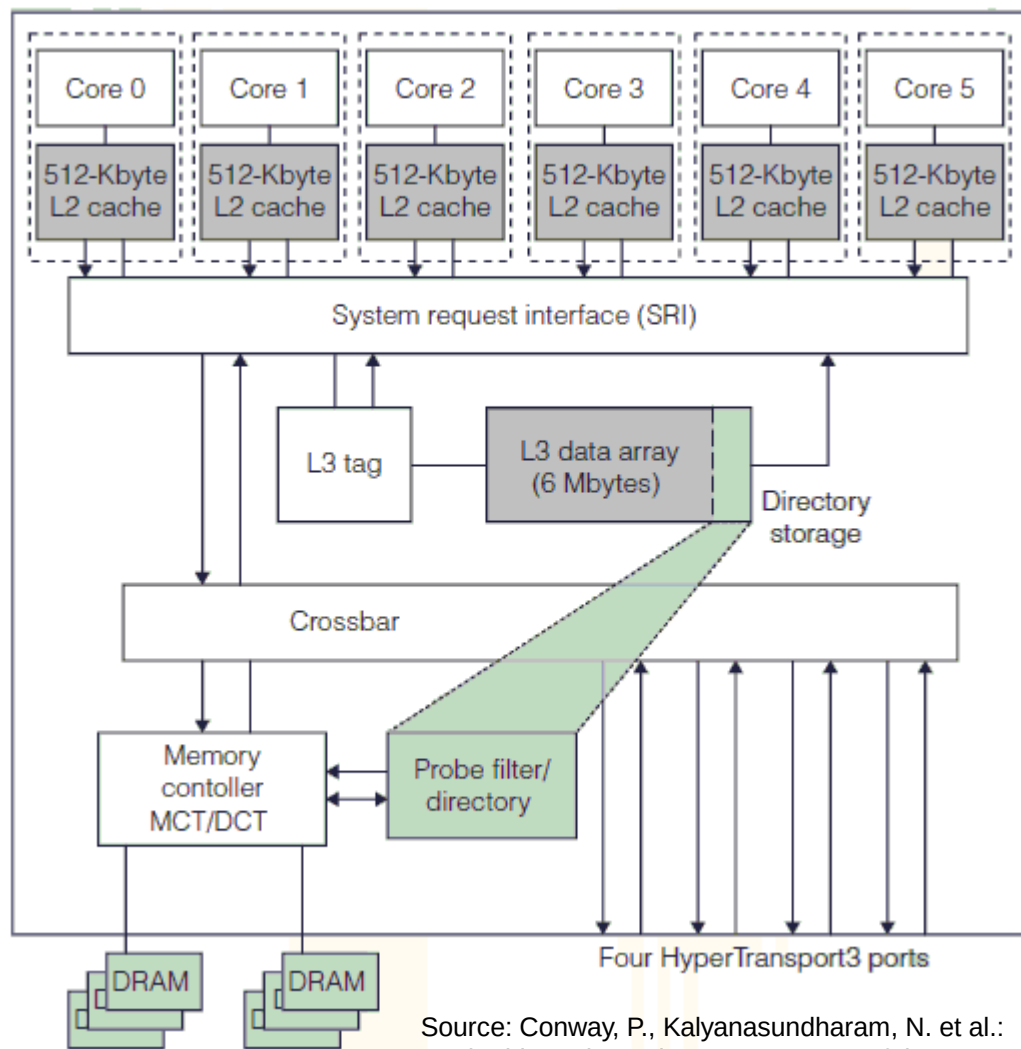 Core 0
Core 1
Core 2
Core 3
Core 4
Core 5
512-Kbyte
L2 cache
512-Kbyte
L2 cache
512-Kbyte
L2 cache
512-Kbyte
L2 cache
512-Kbyte
L2 cache
512-Kbyte
L2 cache
System request interface (SRI)
L3 tag
L3 data array
(6 Mbytes)
Directory
storage
Crossbar
Memory
contoller
MCT/DCT
Probe filter/
directory
DRAM
DRAM
Four HyperTransport3 ports
Source: Conway, P., Kalyanasundharam, N. et al.: